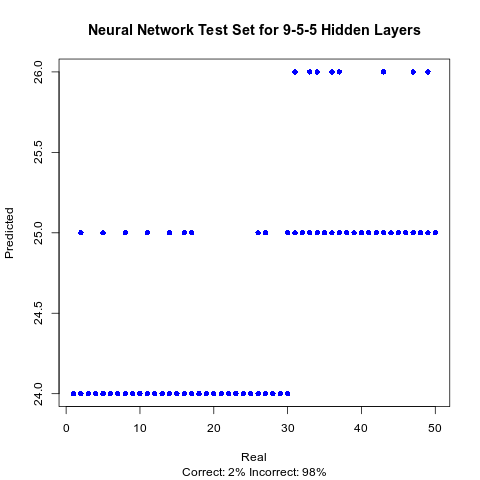 Neural Network Test Set for 9-5-5 Hidden Layers
Predicted
26.0
25.5
25.0
24.5
24.0
0 10 20 30 40 50
Real
Correct: 2% Incorrect: 98%